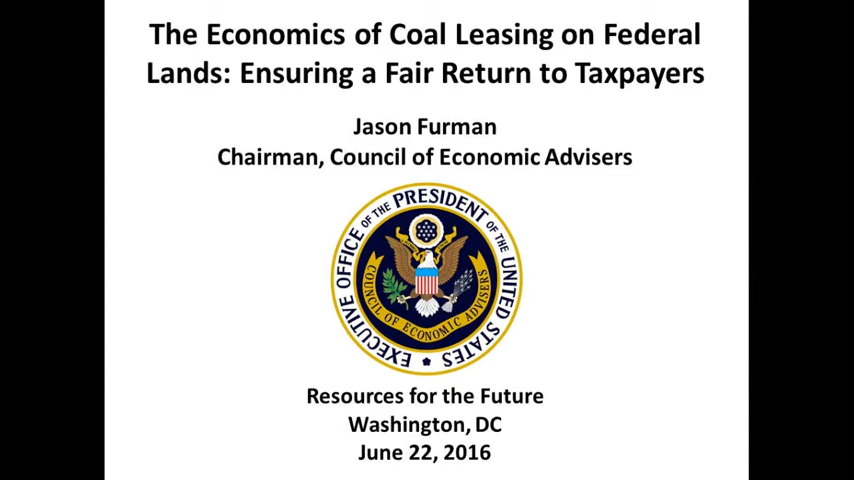 The Economics of Coal Leasing on Federal
Lands: Ensuring a Fair Return to Taxpayers
Jason Furman
Chairman, Council of Economic Advisers
EXECUTIVE OFFICE OF THE PRESIDENT OF THE UNITED STATES
COUNCIL OF ECONOMIC ADVISERS
Resources for the Future
Washington, DC
June 22, 2016